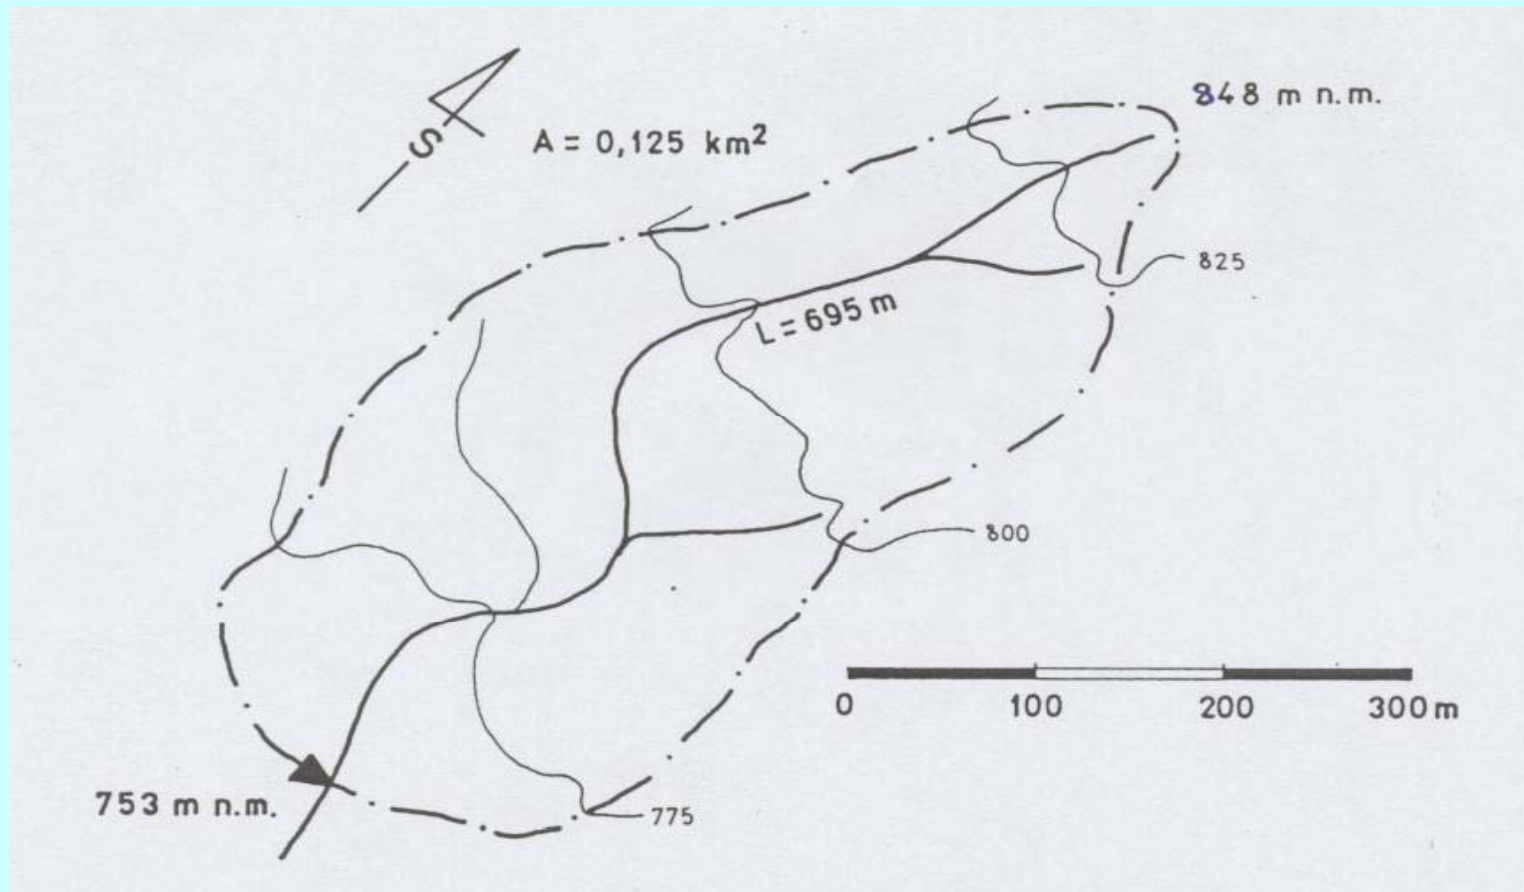 848 m n.m.
S
A = 0,125 km²
825
L = 695 m
800
0 100 200 300 m
753 m n.m.
775